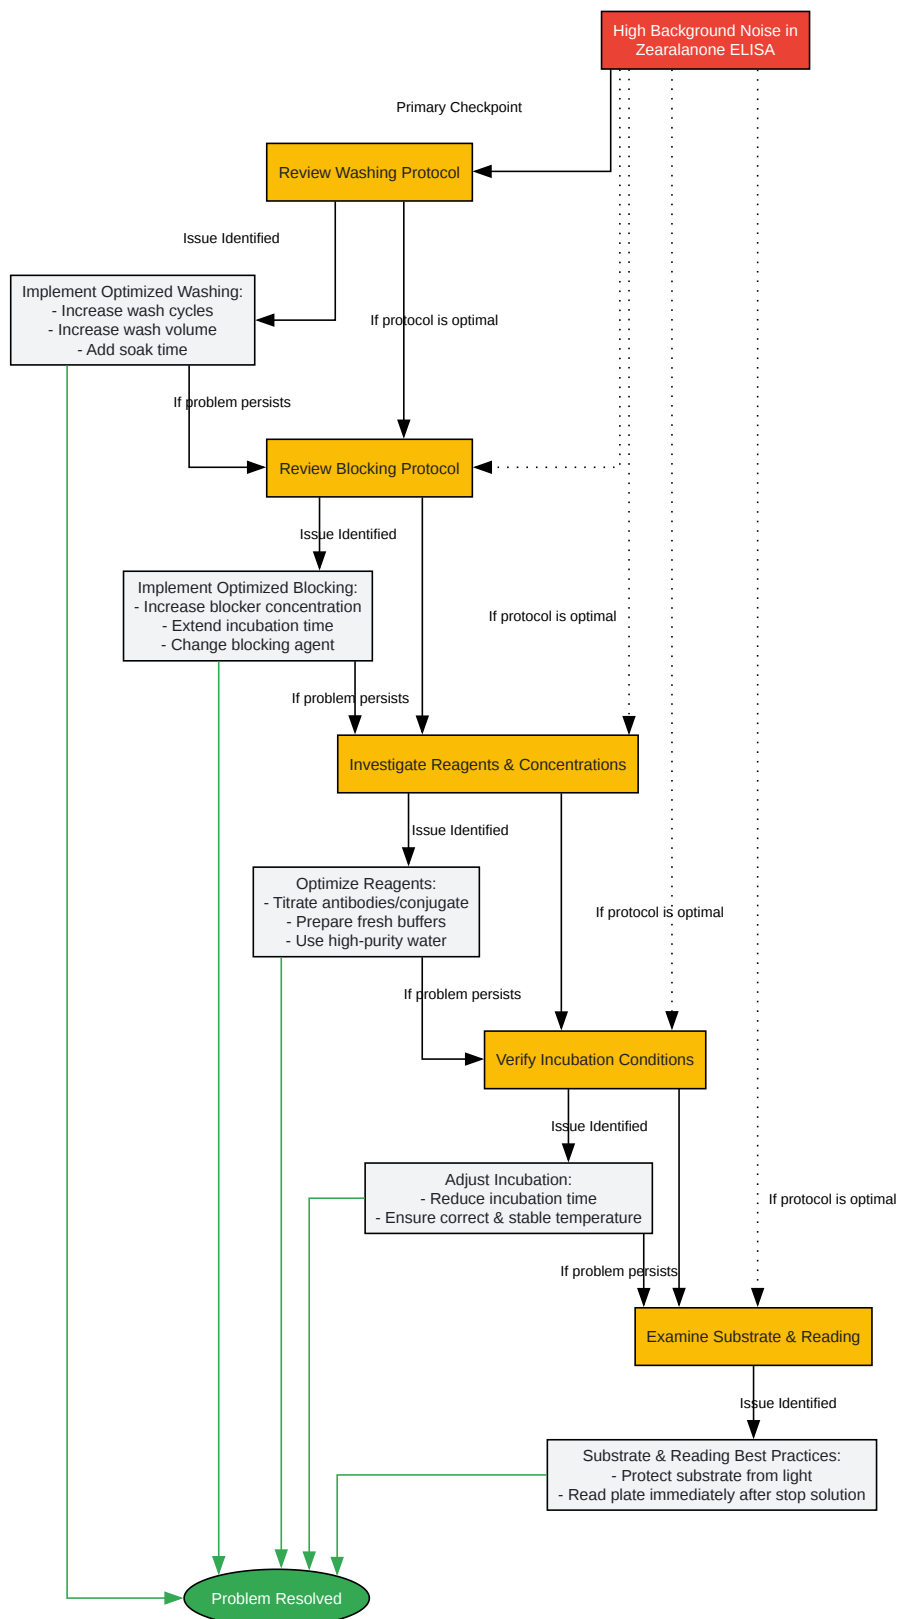 High Background Noise in
Zearalanone ELISA
Primary Checkpoint
Review Washing Protocol
Issue Identified
Implement Optimized Washing:
- Increase wash cycles
- Increase wash volume
- Add soak time
If protocol is optimal
If problem persists
Review Blocking Protocol
Issue Identified
Implement Optimized Blocking:
- Increase blocker concentration
- Extend incubation time
- Change blocking agent
If protocol is optimal
If problem persists
Investigate Reagents & Concentrations
Issue Identified
Optimize Reagents:
- Titrate antibodies/conjugate
- Prepare fresh buffers
- Use high-purity water
If protocol is optimal
If problem persists
Verify Incubation Conditions
Issue Identified
Adjust Incubation:
- Reduce incubation time
- Ensure correct & stable temperature
If protocol is optimal
If problem persists
Examine Substrate & Reading
Issue Identified
Substrate & Reading Best Practices:
- Protect substrate from light
- Read plate immediately after stop solution
Problem Resolved